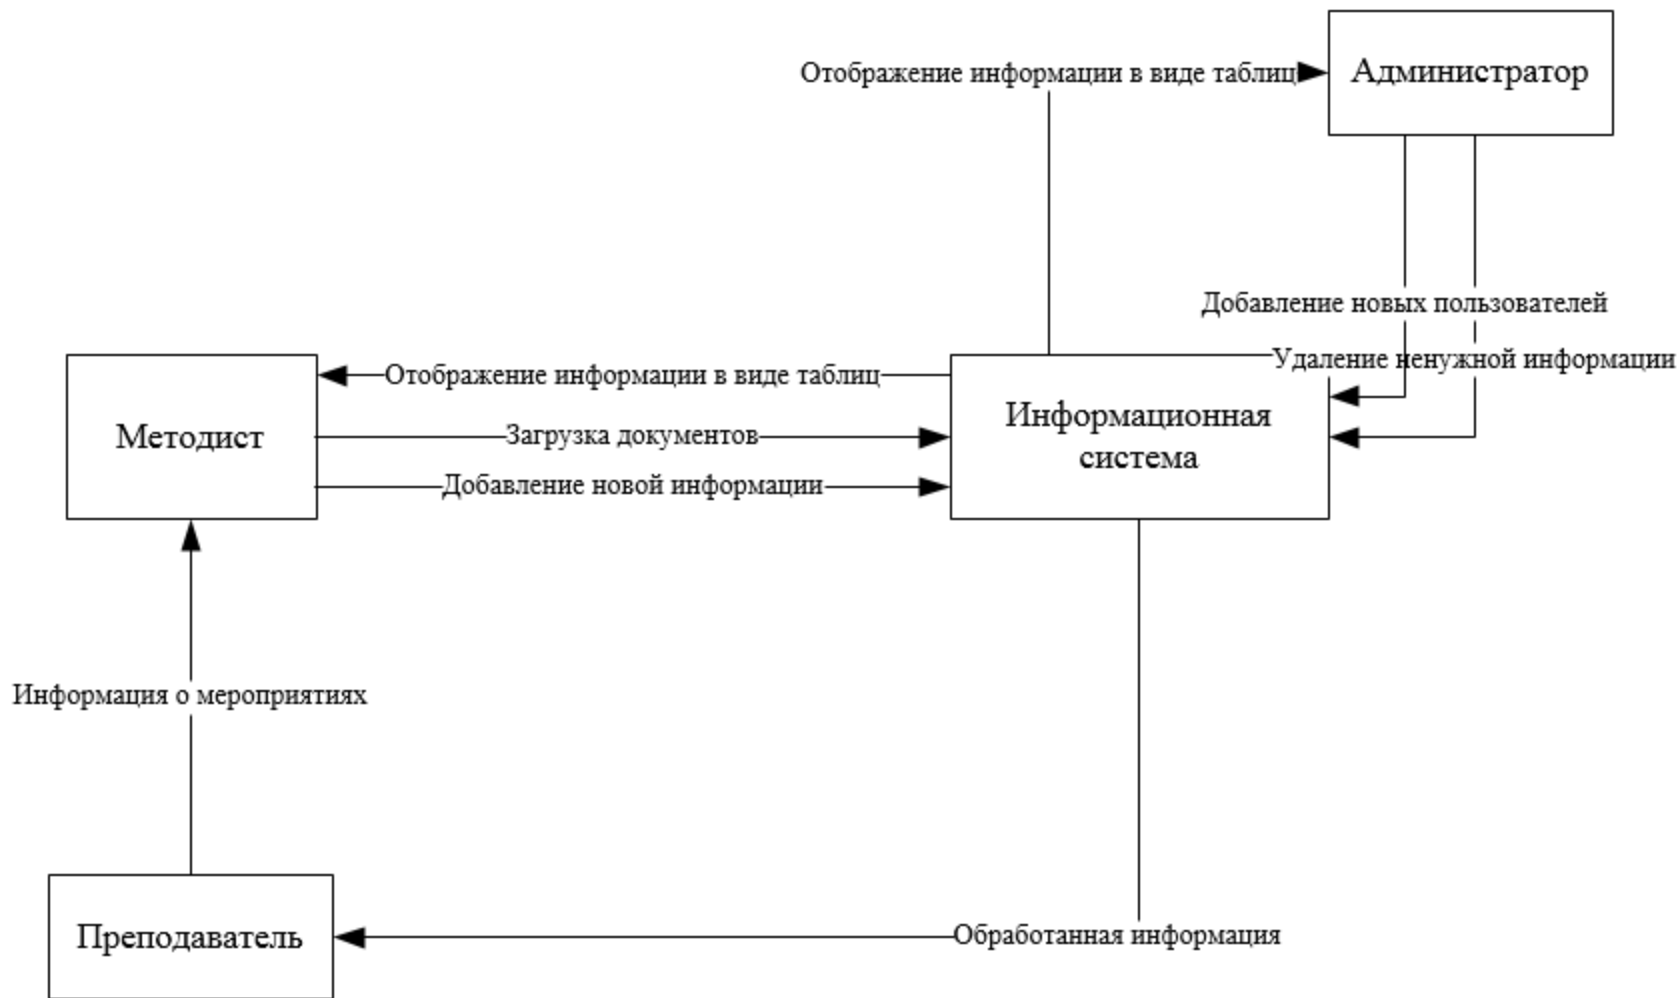 Отображение информации в виде таблиц
Администратор
Добавление новых пользователей
Удаление ненужной информации
Отображение информации в виде таблиц
Методист
Загрузка документов
Добавление новой информации
Информационная
система
Информация о мероприятиях
Преподаватель
Обработанная информация